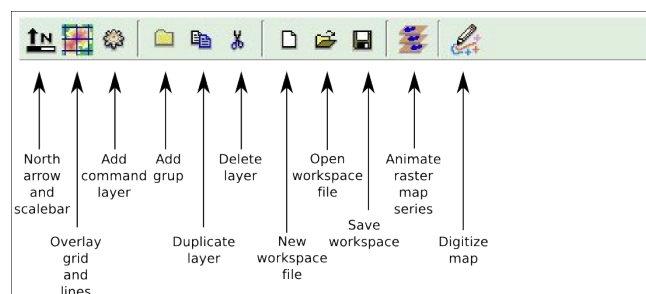 N
North
arrow
and
scalebar
Overlay
grid
and
lines
Add
command
layer
Add
grup
Duplicate
layer
Delete
layer
New
workspace
file
Open
workspace
file
Save
workspace
Animate
raster
map
series
Digitize
map